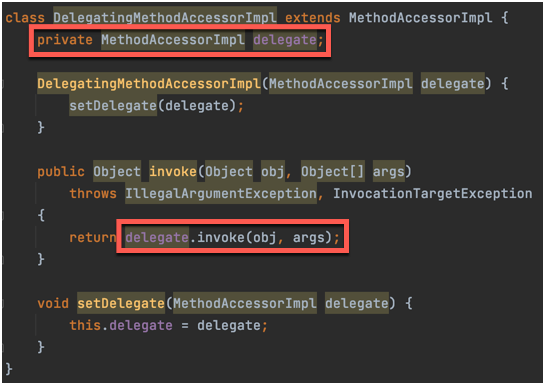 class DelegatingMethodAccessorImpl extends MethodAccessorImpl {
    private MethodAccessorImpl delegate;
    DelegatingMethodAccessorImpl(MethodAccessorImpl delegate) {
        setDelegate(delegate);
    }
    public Object invoke(Object obj, Object[] args)
        throws IllegalArgumentException, InvocationTargetException
    {
        return delegate.invoke(obj, args);
    }
    void setDelegate(MethodAccessorImpl delegate) {
        this.delegate = delegate;
    }
}